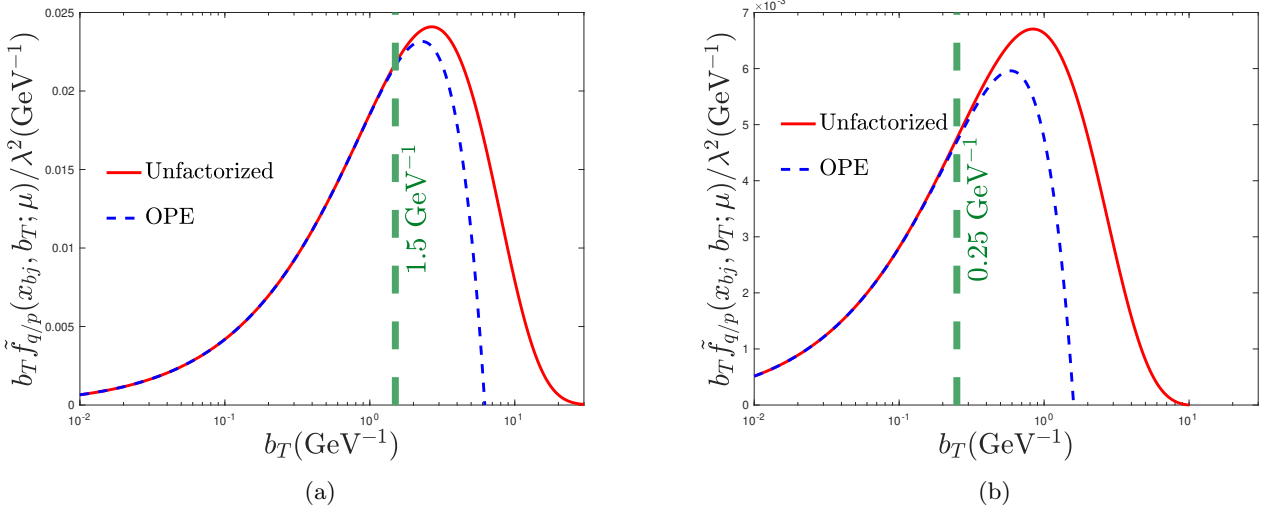 b_T f̃_{q/p}(x_{bj}, b_T; μ)/λ²(GeV⁻¹)
0.025
0.02
0.015
0.01
0.005
0
Unfactorized
OPE
1.5 GeV⁻¹
10⁻² 10⁻¹ 10⁰ 10¹
b_T(GeV⁻¹)
(a)
b_T f̃_{q/p}(x_{bj}, b_T; μ)/λ²(GeV⁻¹)
×10⁻³
7
6
5
4
3
2
1
0
Unfactorized
OPE
0.25 GeV⁻¹
10⁻² 10⁻¹ 10⁰ 10¹
b_T(GeV⁻¹)
(b)